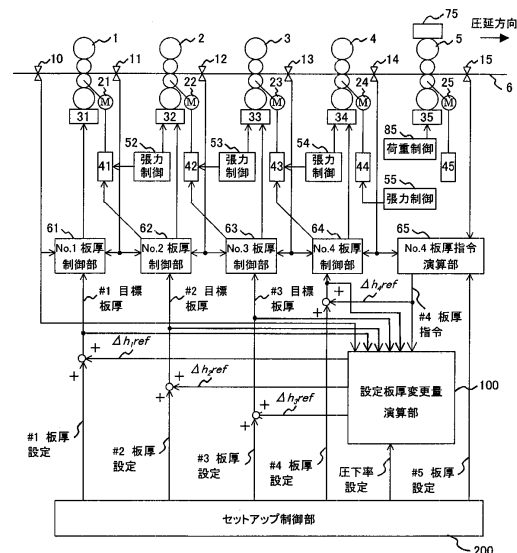 75
圧延方向
1
2
3
4
5
10
11
12
13
14
15
6
21
22
23
24
25
M
M
M
M
M
31
32
33
34
35
52
53
54
85
41
張力
制御
42
張力
制御
43
張力
制御
44
荷重制御
45
55
張力制御
61
62
63
64
65
No.1 板厚
制御部
No.2 板厚
制御部
No.3 板厚
制御部
No.4 板厚
制御部
No.4 板厚指令
演算部
#1 目標
板厚
#2 目標
板厚
#3 目標
板厚
Δh4ref
#4 板厚
指令
+
+
Δh1ref
+
+
Δh2ref
+
+
Δh3ref
+
+
設定板厚変更量
演算部
100
#1 板厚
設定
#2 板厚
設定
#3 板厚
設定
#4 板厚
設定
圧下率
設定
#5 板厚
設定
セットアップ制御部
200